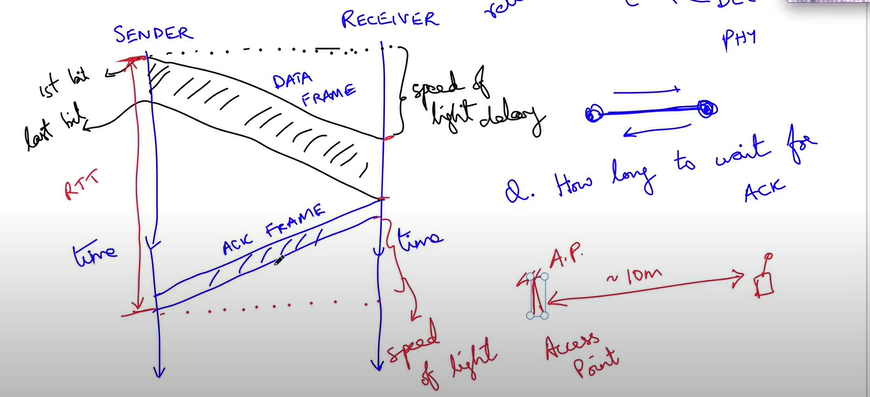 SENDER
RECEIVER
PHY
1st bit
last bit
DATA
FRAME
speed of
light delay
RTT
Q. How long to wait for
ACK
ACK FRAME
time
time
A.P.
~10m
speed
of light
Access
Point